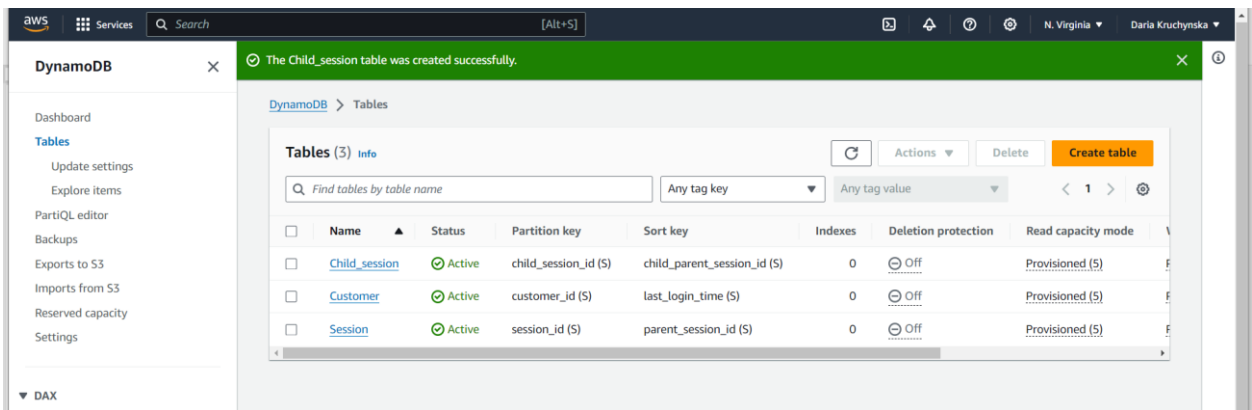 aws Services Search [Alt+S] N. Virginia ▼ Daria Kruchynska ▼
The Child_session table was created successfully.
DynamoDB
Dashboard
Tables
Update settings
Explore items
PartiQL editor
Backups
Exports to S3
Imports from S3
Reserved capacity
Settings
▼ DAX
DynamoDB > Tables
Tables (3) Info
Actions ▼ Delete Create table
Find tables by table name Any tag key ▼ Any tag value ▼ < 1 >
Name ▲ Status Partition key Sort key Indexes Deletion protection Read capacity mode
Child_session Active child_session_id (S) child_parent_session_id (S) 0 Off Provisioned (5)
Customer Active customer_id (S) last_login_time (S) 0 Off Provisioned (5)
Session Active session_id (S) parent_session_id (S) 0 Off Provisioned (5)